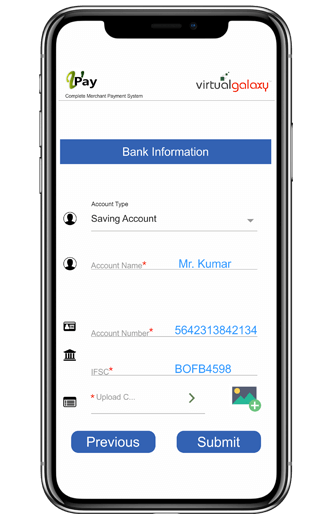 Pay
virtualgalaxy
Complete Merchant Payment System
Bank Information
Account Type
Saving Account
Account Name* Mr. Kumar
Account Number* 5642313842134
IFSC* BOFB4598
* Upload C...
Previous Submit